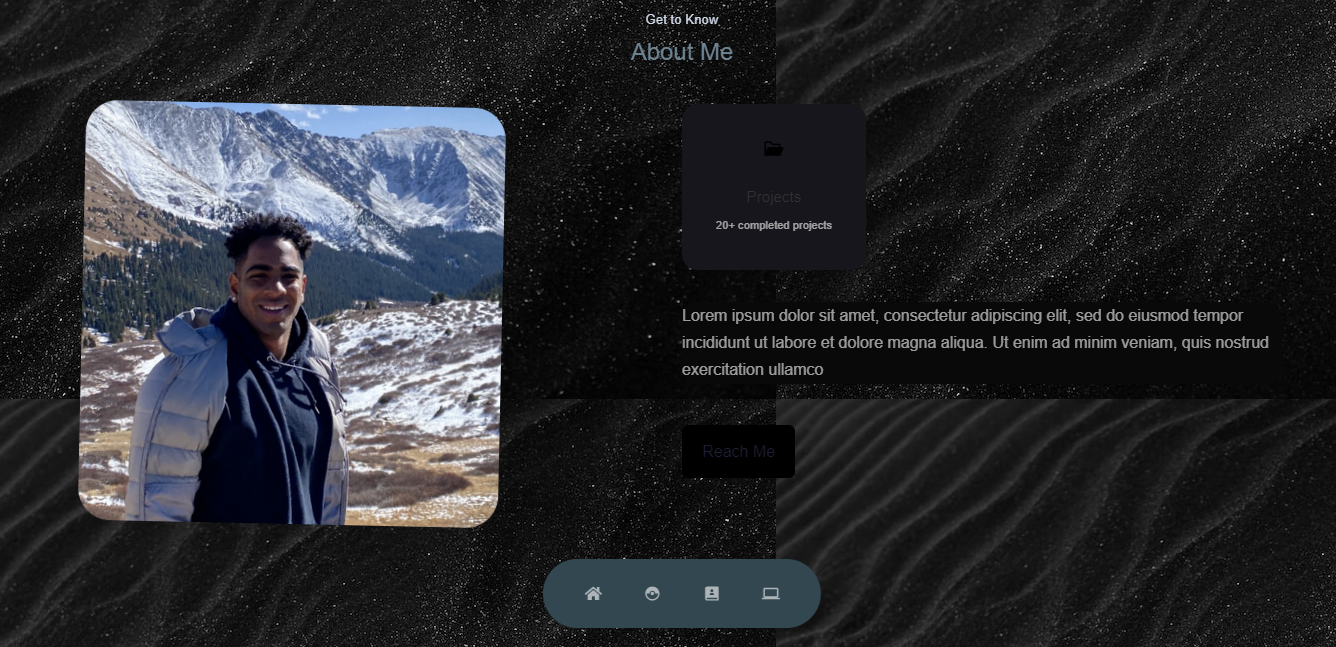 Get to Know
About Me
Projects
20+ completed projects
Lorem ipsum dolor sit amet, consectetur adipiscing elit, sed do eiusmod tempor
incididunt ut labore et dolore magna aliqua. Ut enim ad minim veniam, quis nostrud
exercitation ullamco
Reach Me